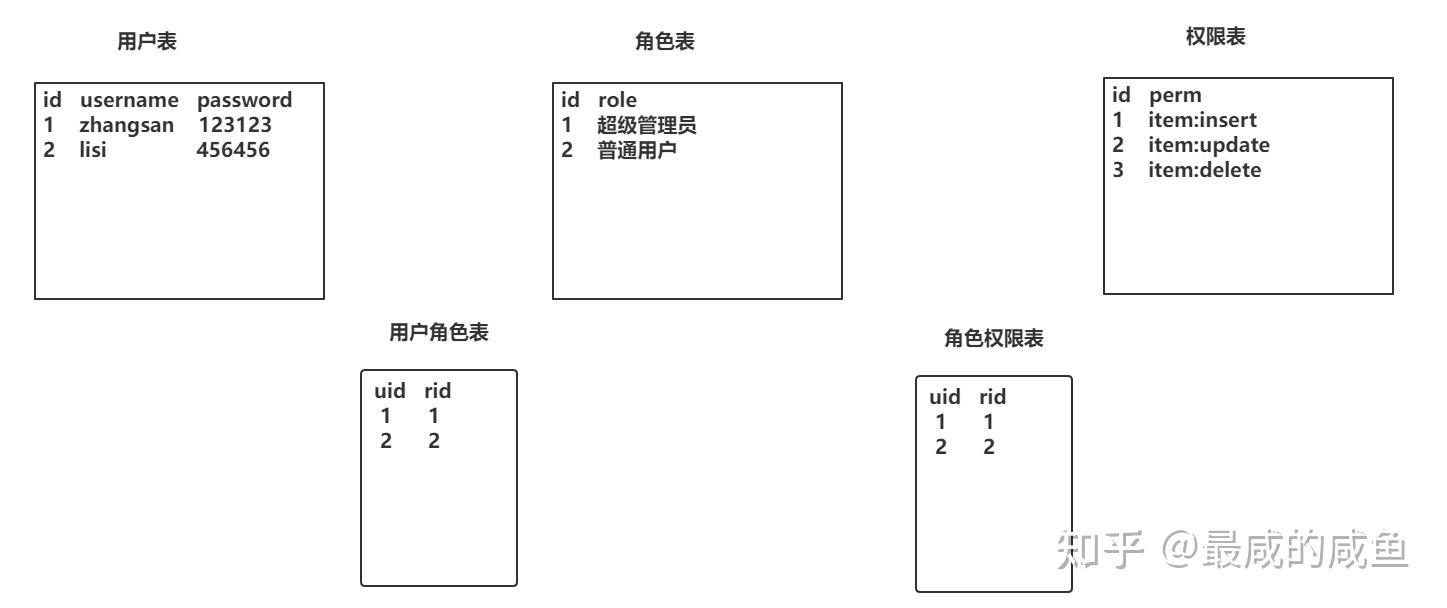 用户表
id username password
1 zhangsan 123123
2 lisi 456456
角色表
id role
1 超级管理员
2 普通用户
权限表
id perm
1 item:insert
2 item:update
3 item:delete
用户角色表
uid rid
1 1
2 2
角色权限表
uid rid
1 1
2 2
知乎 @最咸的咸鱼